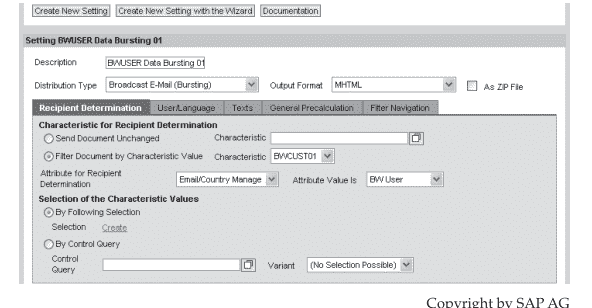 Create New Setting Create New Setting with the Wizard Documentation
Setting BWUSER Data Bursting 01
Description BWUSER Data Bursting 01
Distribution Type Broadcast E-Mail (Bursting) Output Format MHTML As ZIP File
Recipient Determination User/Language Texts General Precalculation Filter Navigation
Characteristic for Recipient Determination
Send Document Unchanged Characteristic
Filter Document by Characteristic Value Characteristic BWCUST01
Attribute for Recipient Determination Email/Country Manage Attribute Value Is BW User
Selection of the Characteristic Values
By Following Selection
Selection Create
By Control Query
Control Query Variant (No Selection Possible)
Copyright by SAP AG